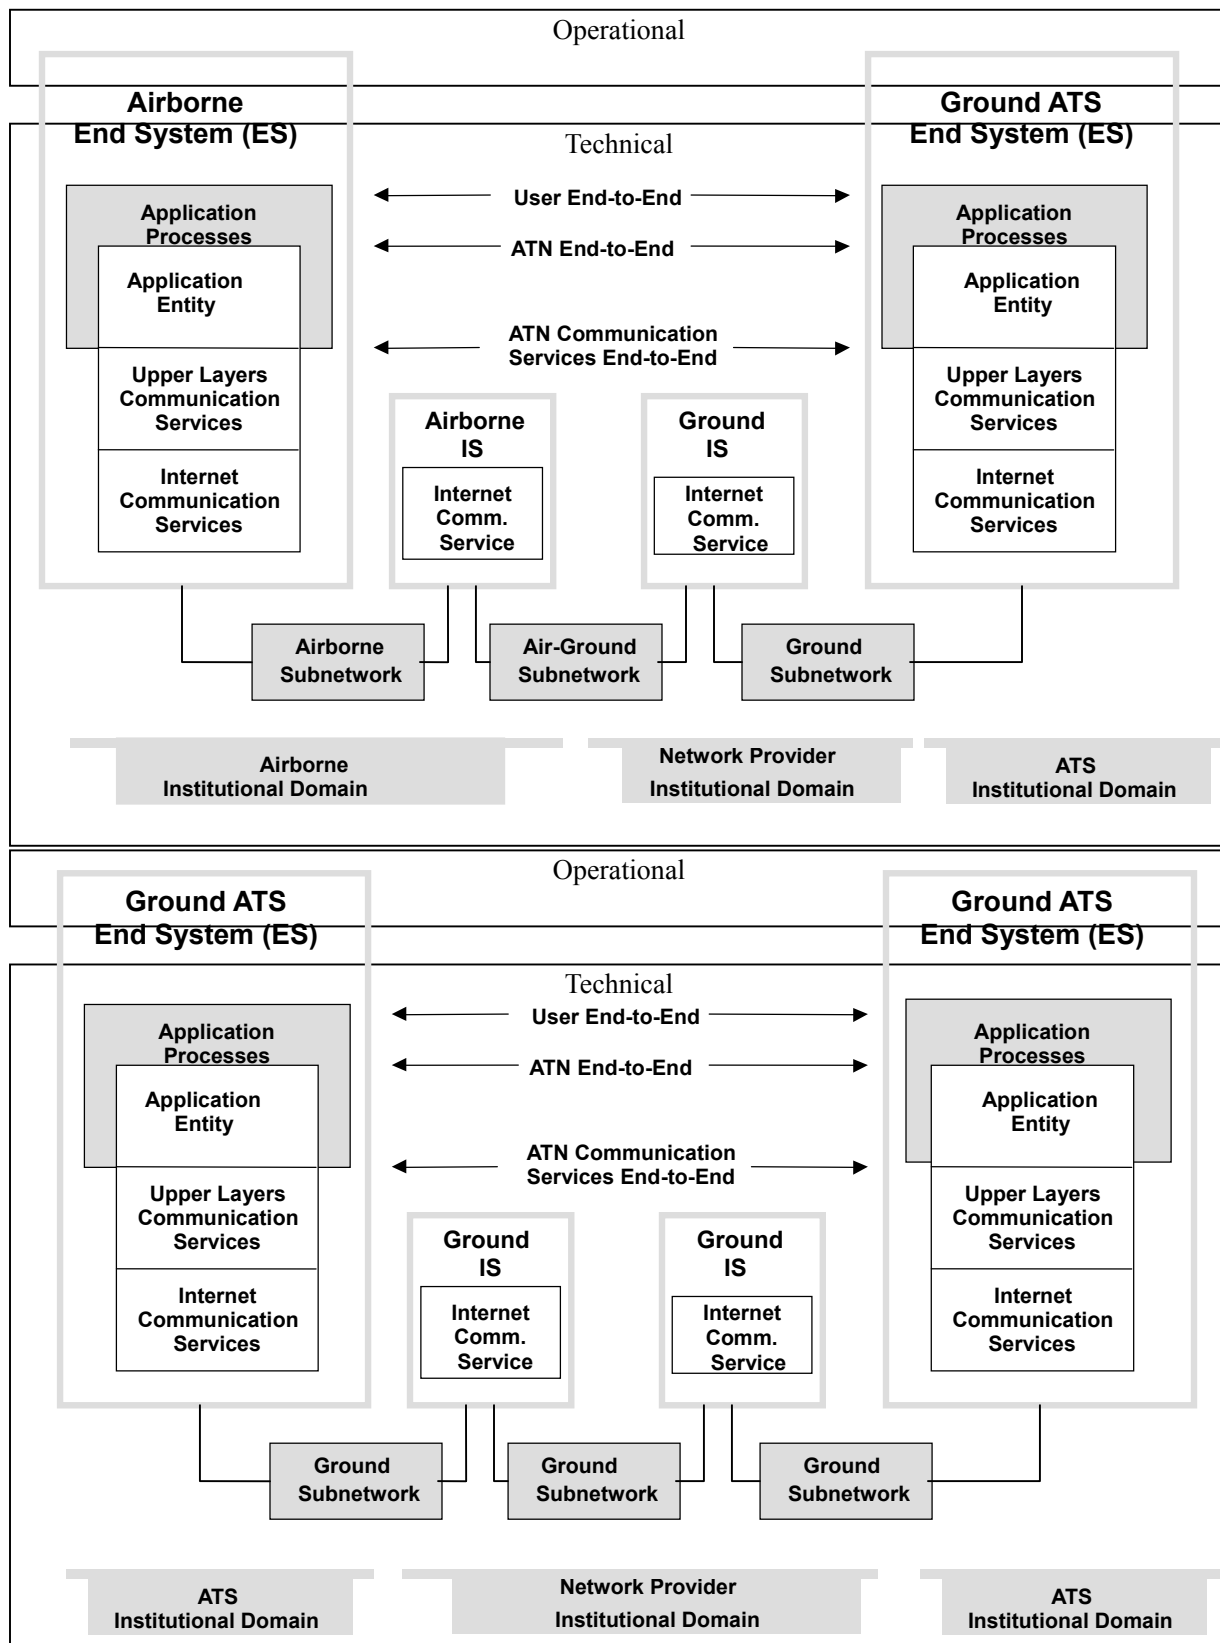 Operational
Airborne
End System (ES)
Ground ATS
End System (ES)
Technical
Application
Processes
Application
Entity
Upper Layers
Communication
Services
Internet
Communication
Services
User End-to-End
ATN End-to-End
ATN Communication
Services End-to-End
Application
Processes
Application
Entity
Upper Layers
Communication
Services
Internet
Communication
Services
Airborne
IS
Internet
Comm.
Service
Ground
IS
Internet
Comm.
Service
Airborne
Subnetwork
Air-Ground
Subnetwork
Ground
Subnetwork
Airborne
Institutional Domain
Network Provider
Institutional Domain
ATS
Institutional Domain
Operational
Ground ATS
End System (ES)
Ground ATS
End System (ES)
Technical
Application
Processes
Application
Entity
Upper Layers
Communication
Services
Internet
Communication
Services
User End-to-End
ATN End-to-End
ATN Communication
Services End-to-End
Application
Processes
Application
Entity
Upper Layers
Communication
Services
Internet
Communication
Services
Ground
IS
Internet
Comm.
Service
Ground
IS
Internet
Comm.
Service
Ground
Subnetwork
Ground
Subnetwork
Ground
Subnetwork
ATS
Institutional Domain
Network Provider
Institutional Domain
ATS
Institutional Domain